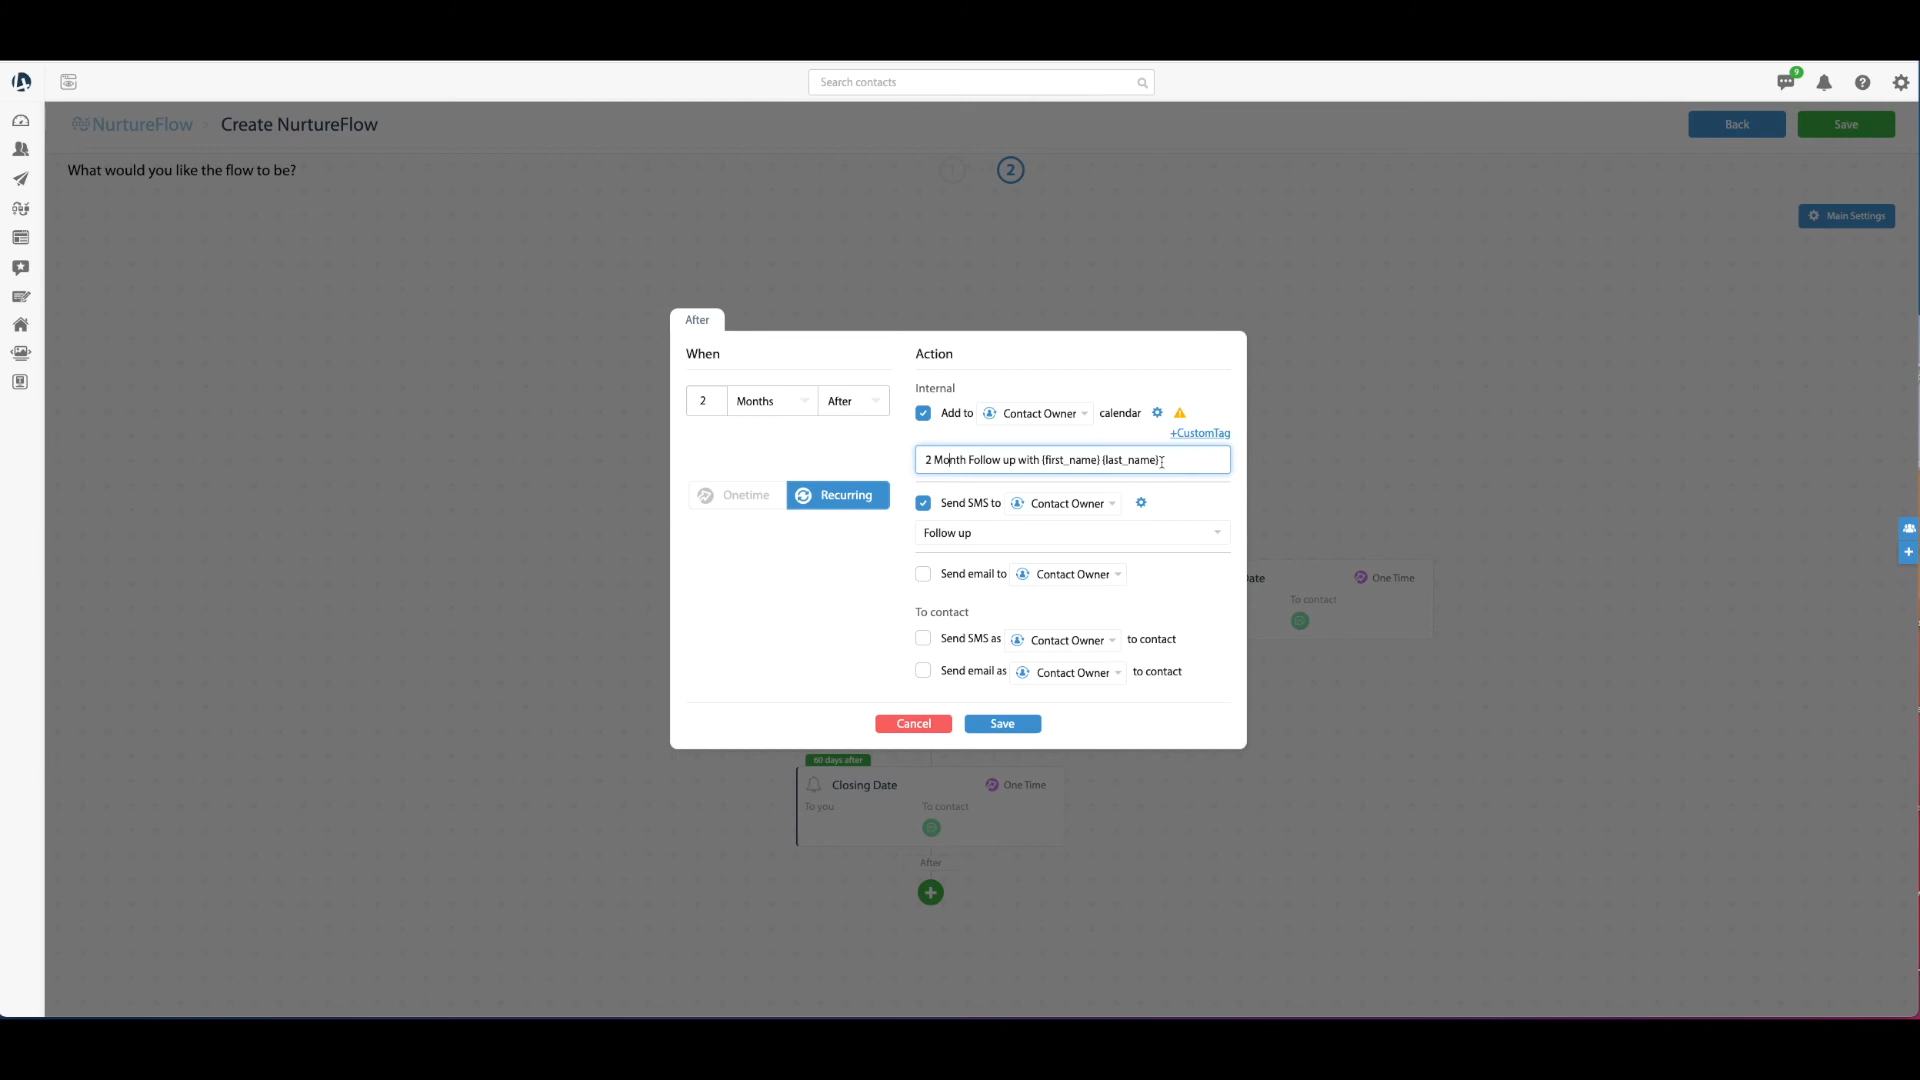 Search contacts
9
NurtureFlow > Create NurtureFlow
Back
Save
What would you like the flow to be?
1
2
Main Settings
After
When
Action
2
Months
After
Internal
Add to Contact Owner calendar
+CustomTag
2 Month Follow up with {first_name} {last_name}
Onetime
Recurring
Send SMS to Contact Owner
Follow up
Send email to Contact Owner
ate
One Time
To contact
To contact
Send SMS as Contact Owner to contact
Send email as Contact Owner to contact
Cancel
Save
60 days after
Closing Date
One Time
To you
To contact
After